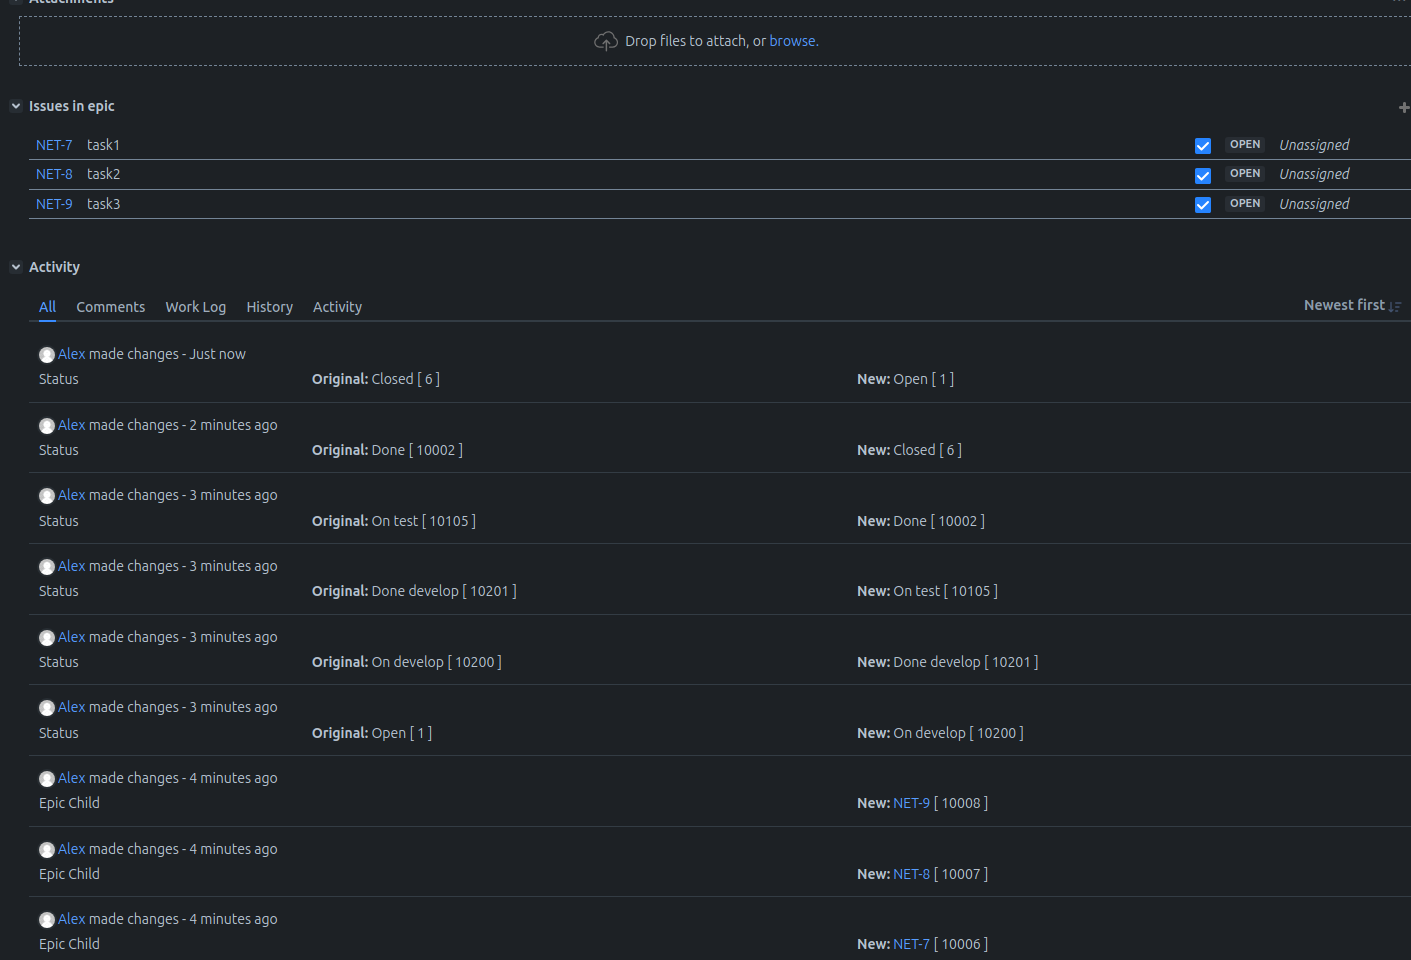 Attachments
Drop files to attach, or browse.
Issues in epic
NET-7 task1 OPEN Unassigned
NET-8 task2 OPEN Unassigned
NET-9 task3 OPEN Unassigned
Activity
All Comments Work Log History Activity Newest first
Alex made changes - Just now
Status Original: Closed [ 6 ] New: Open [ 1 ]
Alex made changes - 2 minutes ago
Status Original: Done [ 10002 ] New: Closed [ 6 ]
Alex made changes - 3 minutes ago
Status Original: On test [ 10105 ] New: Done [ 10002 ]
Alex made changes - 3 minutes ago
Status Original: Done develop [ 10201 ] New: On test [ 10105 ]
Alex made changes - 3 minutes ago
Status Original: On develop [ 10200 ] New: Done develop [ 10201 ]
Alex made changes - 3 minutes ago
Status Original: Open [ 1 ] New: On develop [ 10200 ]
Alex made changes - 4 minutes ago
Epic Child New: NET-9 [ 10008 ]
Alex made changes - 4 minutes ago
Epic Child New: NET-8 [ 10007 ]
Alex made changes - 4 minutes ago
Epic Child New: NET-7 [ 10006 ]